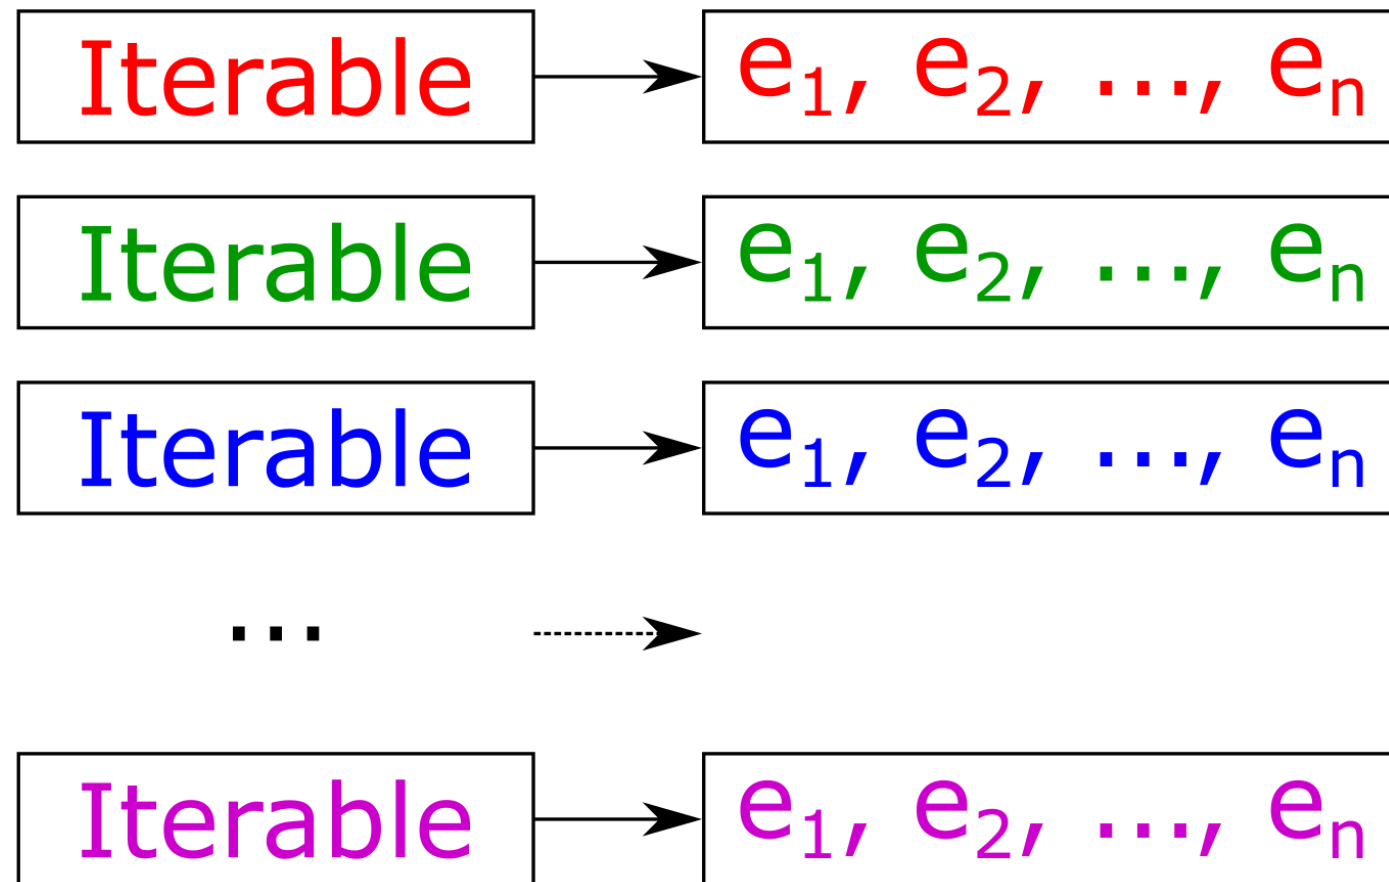 Iterable e₁, e₂, ..., eₙ
Iterable e₁, e₂, ..., eₙ
Iterable e₁, e₂, ..., eₙ
...
Iterable e₁, e₂, ..., eₙ